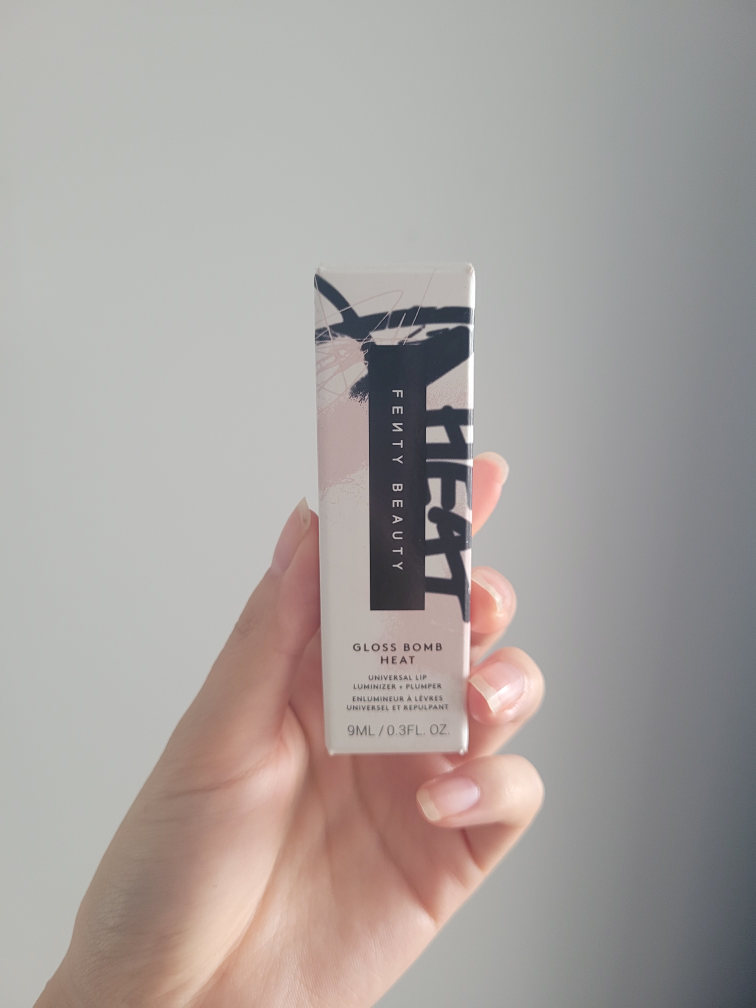 FENTY BEAUTY
HEAT
GLOSS BOMB
HEAT
UNIVERSAL LIP
LUMINIZER + PLUMPER
ENLUMINEUR À LÈVRES
UNIVERSEL ET REPULPANT
9ML / 0.3FL. OZ.